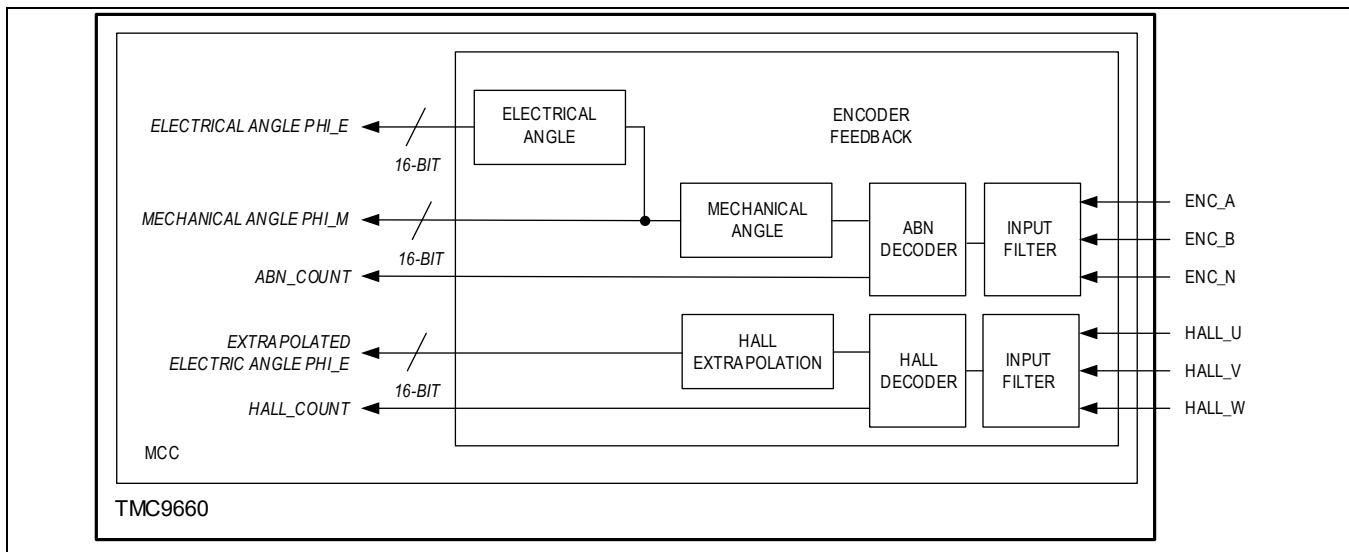 ELECTRICAL ANGLE PHI_E
16-BIT
ELECTRICAL
ANGLE
ENCODER
FEEDBACK
MECHANICAL ANGLE PHI_M
16-BIT
MECHANICAL
ANGLE
ABN
DECODER
INPUT
FILTER
ENC_A
ENC_B
ENC_N
ABN_COUNT
EXTRAPOLATED
ELECTRIC ANGLE PHI_E
16-BIT
HALL
EXTRAPOLATION
HALL
DECODER
INPUT
FILTER
HALL_U
HALL_V
HALL_W
HALL_COUNT
MCC
TMC9660